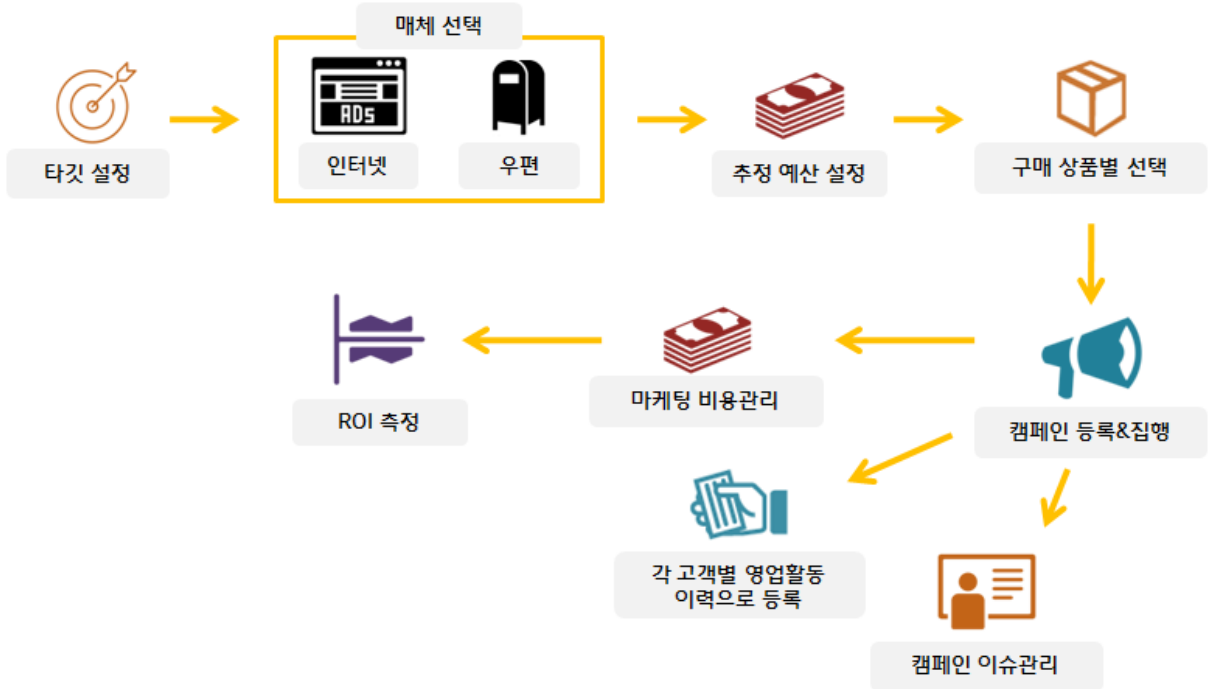 매체 선택
ADS
타깃 설정
인터넷
우편
추정 예산 설정
구매 상품별 선택
ROI 측정
마케팅 비용관리
캠페인 등록&집행
각 고객별 영업활동
이력으로 등록
캠페인 이슈관리